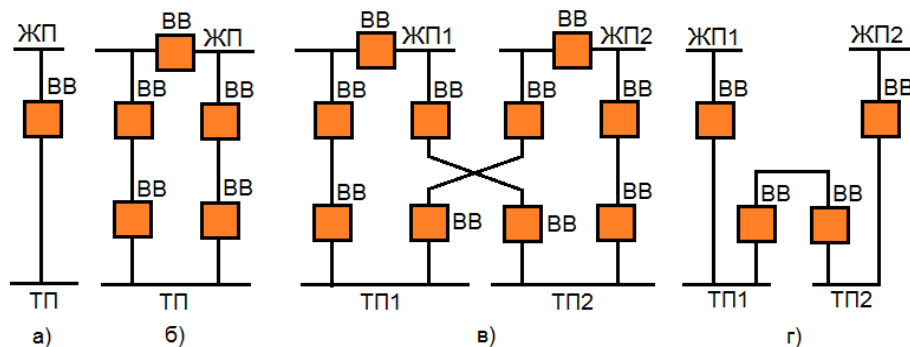 ВВ ВВ ВВ
ЖП ЖП ЖП1 ЖП2 ЖП1 ЖП2
ВВ ВВ ВВ ВВ ВВ ВВ ВВ ВВ ВВ
ВВ ВВ ВВ ВВ ВВ ВВ ВВ ВВ
ТП ТП ТП1 ТП2 ТП1 ТП2
а) б) в) г)